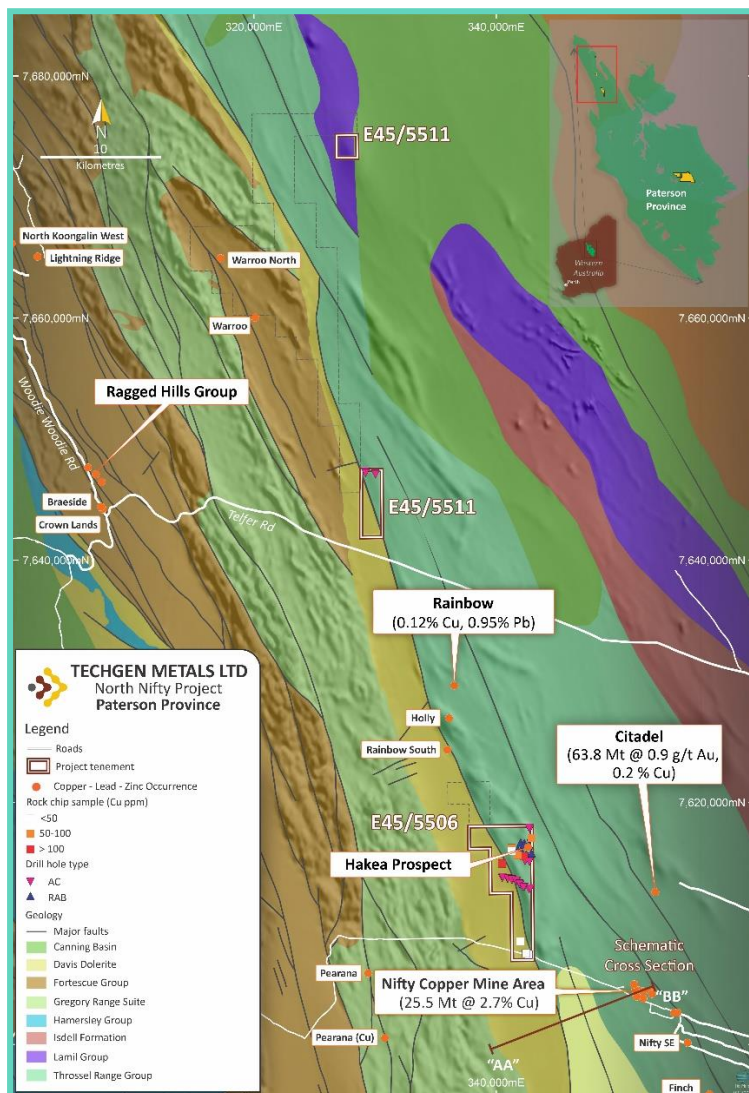 320,000mE
340,000mE
7,680,000mN
N
10
Kilometres
E45/5511
Paterson
Province
Western
Australia
Perth
North Koongalin West
Lightning Ridge
Warroo North
Warroo
7,660,000mN
7,660,000mN
Ragged Hills Group
Woodie Woodie Rd
Braeside
Crown Lands
Telfer Rd
E45/5511
7,640,000mN
7,640,000mN
Rainbow
(0.12% Cu, 0.95% Pb)
Holly
Rainbow South
Citadel
(63.8 Mt @ 0.9 g/t Au,
0.2 % Cu)
7,620,000mN
E45/5506
Hakea Prospect
Schematic
Cross Section
Pearana
Nifty Copper Mine Area
(25.5 Mt @ 2.7% Cu)
"BB"
Pearana (Cu)
Nifty SE
"AA"
340,000mE
Finch
TECHGEN METALS LTD
North Nifty Project
Paterson Province
Legend
Roads
Project tenement
Copper - Lead - Zinc Occurrence
Rock chip sample (Cu ppm)
<50
50-100
> 100
Drill hole type
AC
RAB
Geology
Major faults
Canning Basin
Davis Dolerite
Fortescue Group
Gregory Range Suite
Hamersley Group
Isdell Formation
Lamil Group
Throssel Range Group